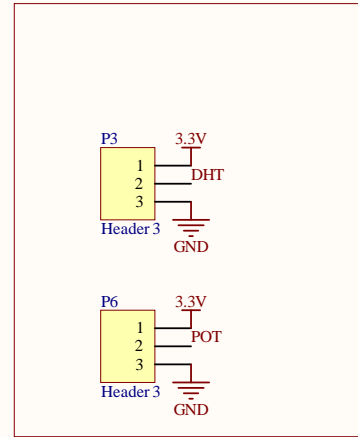 P3
3.3V
1
DHT
2
3
Header 3
GND
P6
3.3V
1
POT
2
3
Header 3
GND